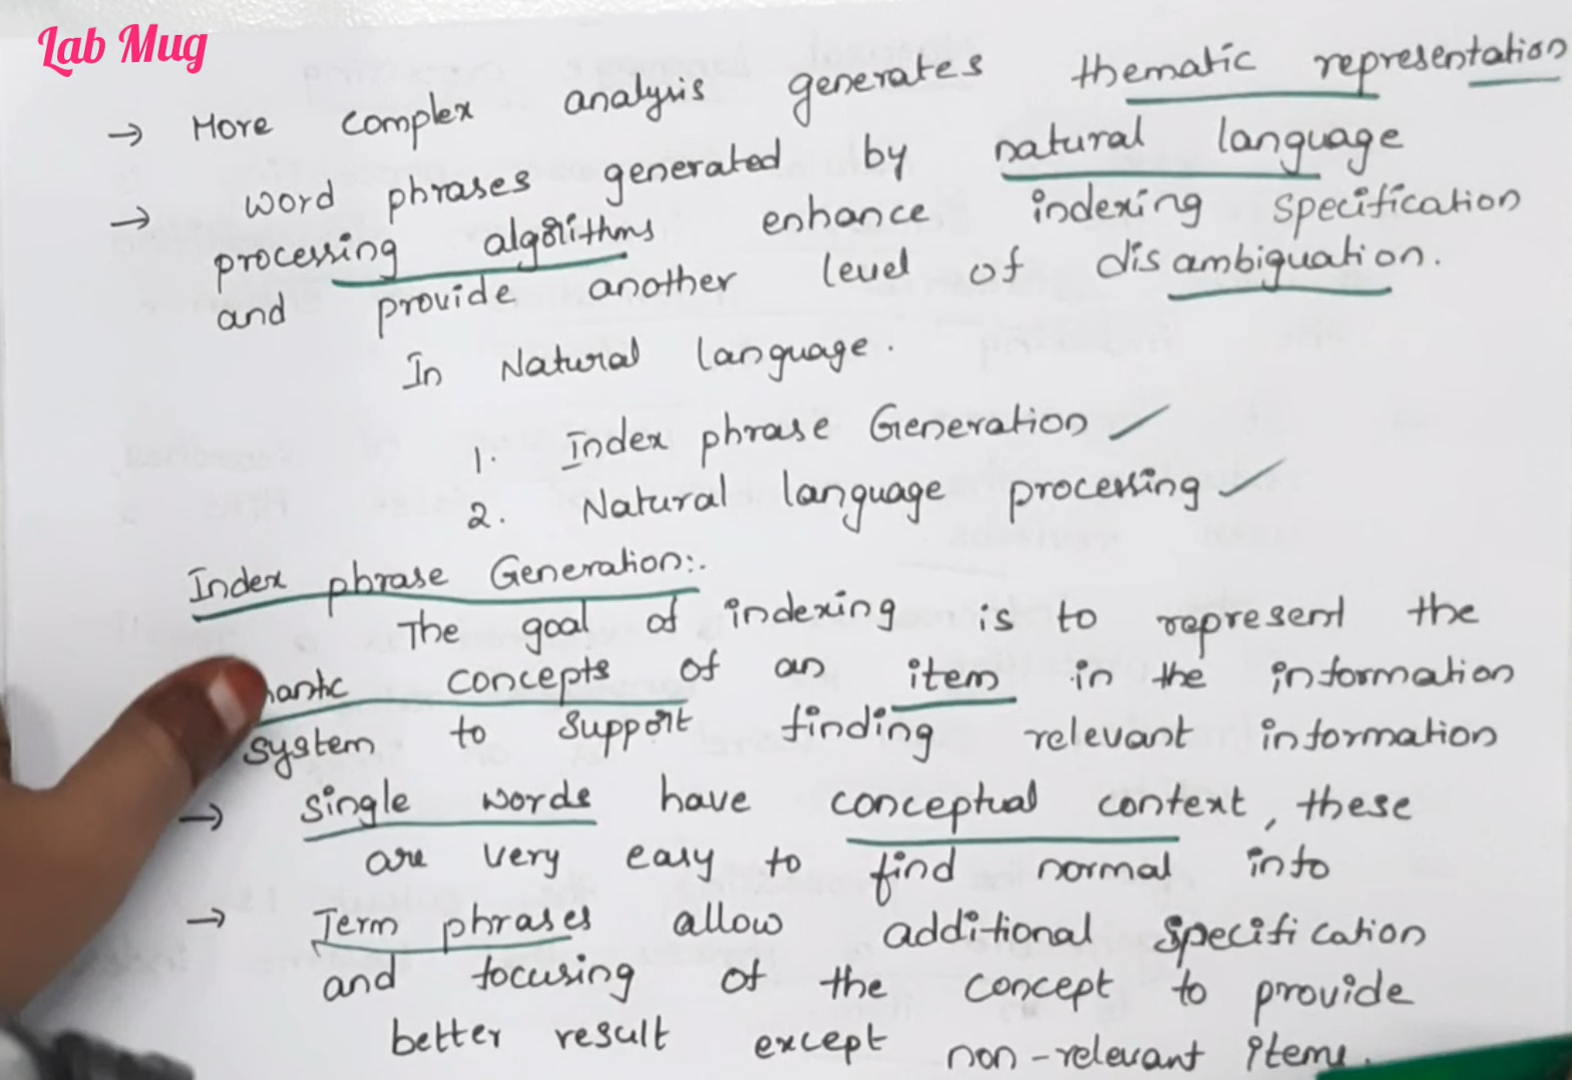 Lab Mug
→ More complex analysis generates thematic representation
→ word phrases generated by natural language
processing algorithms enhance indexing specification
and provide another level of disambiguation.
In Natural language.
1. Index phrase Generation ✓
2. Natural language processing ✓
Index phrase Generation:.
The goal of indexing is to represent the
concepts of an item in the information
system to support finding relevant information
→ single words have conceptual context, these
are very easy to find normal info
→ Term phrases allow additional specification
and focusing of the concept to provide
better result except non-relevant items.